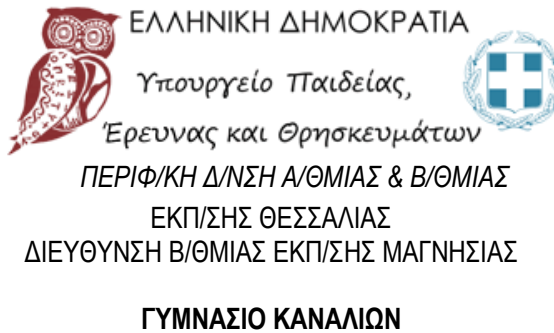 ΕΛΛΗΝΙΚΗ ΔΗΜΟΚΡΑΤΙΑ
Υπουργείο Παιδείας,
Έρευνας και Θρησκευμάτων
ΠΕΡΙΦ/ΚΗ Δ/ΝΣΗ Α/ΘΜΙΑΣ & Β/ΘΜΙΑΣ
ΕΚΠ/ΣΗΣ ΘΕΣΣΑΛΙΑΣ
ΔΙΕΥΘΥΝΣΗ Β/ΘΜΙΑΣ ΕΚΠ/ΣΗΣ ΜΑΓΝΗΣΙΑΣ
ΓΥΜΝΑΣΙΟ ΚΑΝΑΛΙΩΝ